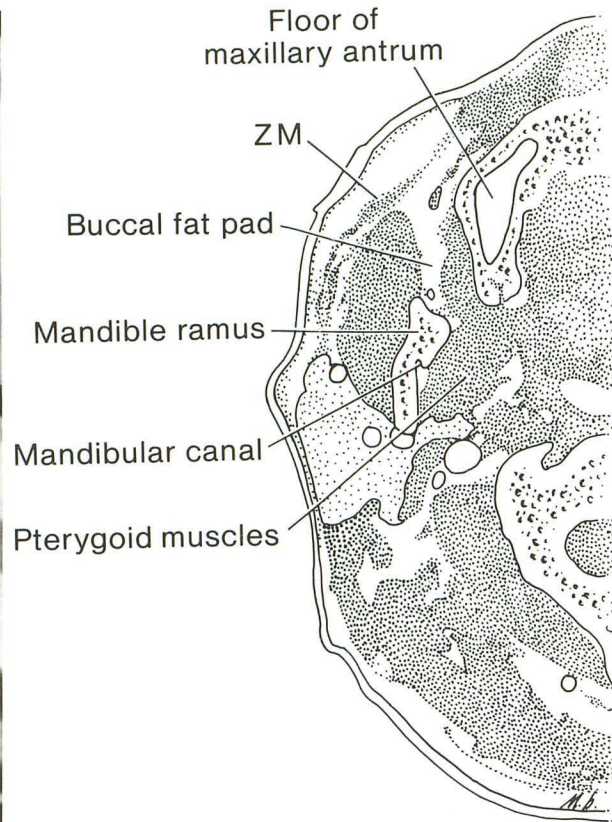 Floor of
maxillary antrum
ZM
Buccal fat pad
Mandible ramus
Mandibular canal
Pterygoid muscles
M.b.